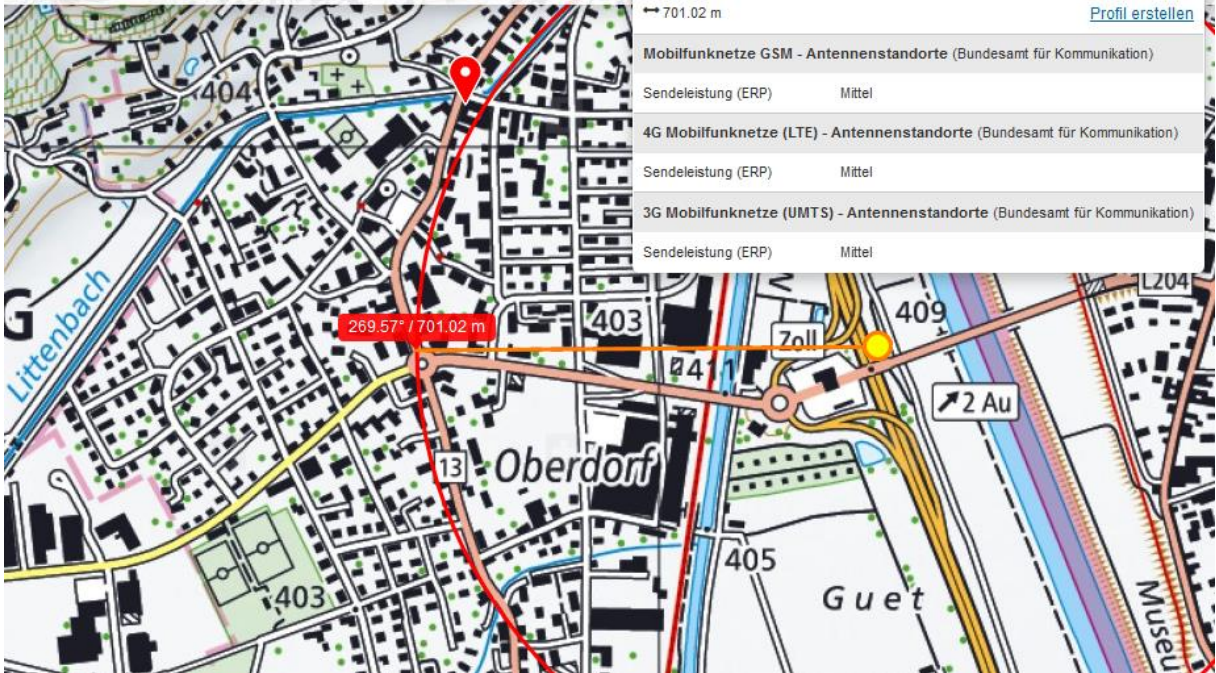 701.02 m Profil erstellen
Mobilfunknetze GSM - Antennenstandorte (Bundesamt für Kommunikation)
Sendeleistung (ERP) Mittel
4G Mobilfunknetze (LTE) - Antennenstandorte (Bundesamt für Kommunikation)
Sendeleistung (ERP) Mittel
3G Mobilfunknetze (UMTS) - Antennenstandorte (Bundesamt für Kommunikation)
Sendeleistung (ERP) Mittel
404
L204
Littenbach
269.57° / 701.02 m
403
Zoll
409
411
2 Au
13
Oberdorf
405
403
Guet
Museu